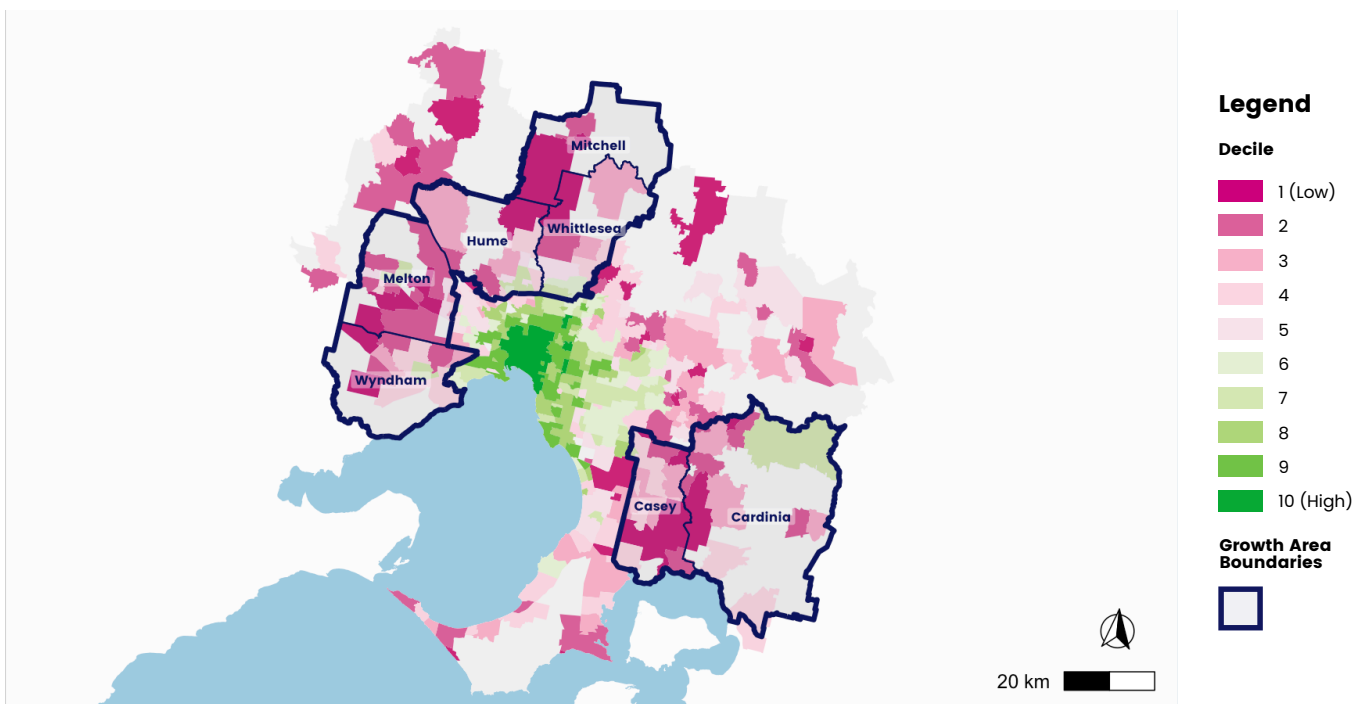 Mitchell
Whittlesea
Hume
Melton
Wyndham
Casey
Cardinia
20 km
Legend
Decile
1 (Low)
2
3
4
5
6
7
8
9
10 (High)
Growth Area
Boundaries